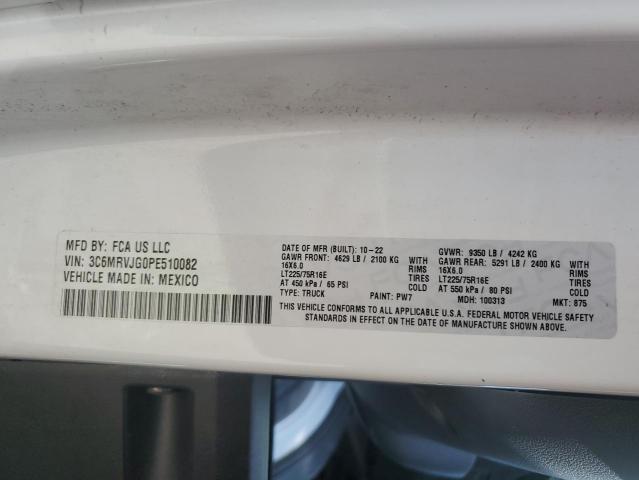 MFD BY: FCA US LLC
VIN: 3C6MRVJG0PE510082
VEHICLE MADE IN: MEXICO
DATE OF MFR (BUILT): 10-22
GAWR FRONT: 4629 LB / 2100 KG WITH
16X6.0 RIMS
LT225/75R16E TIRES
AT 450 kPa / 65 PSI COLD
TYPE: TRUCK PAINT: PW7
GVWR: 9350 LB / 4242 KG
GAWR REAR: 5291 LB / 2400 KG WITH
16X6.0 RIMS
LT225/75R16E TIRES
AT 550 kPa / 80 PSI COLD
MDH: 100313 MKT: 875
THIS VEHICLE CONFORMS TO ALL APPLICABLE U.S.A. FEDERAL MOTOR VEHICLE SAFETY
STANDARDS IN EFFECT ON THE DATE OF MANUFACTURE SHOWN ABOVE.